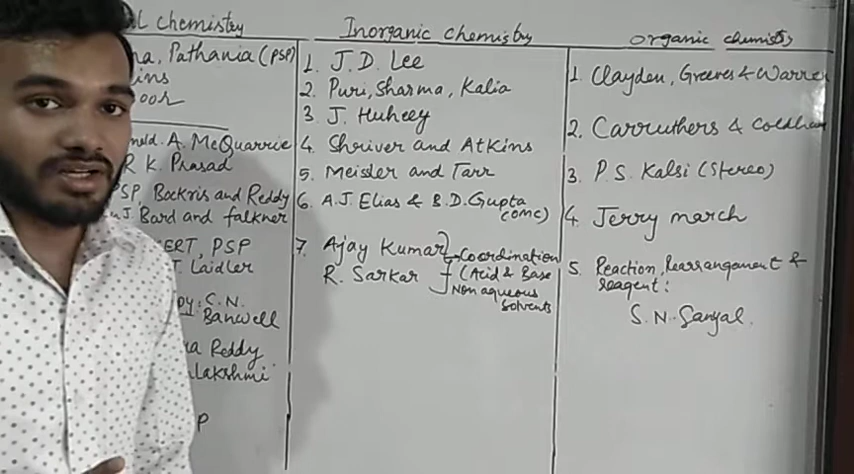 chemistry
Pathania (PSP)
A. McQuarrie
R K. Prasad
PSP, Bockris and Reddy
J. Bard and falkner
PSP
Laidler
S.N.
Banwell
Reddy
Lakshmi
P
Inorganic chemistry
1. J.D. Lee
2. Puri, Sharma, Kalia
3 J. Huheey
4. Shriver and Atkins
5. Meisler and Tarr
6. A.J. Elias & B.D. Gupta
(OMC)
7. Ajay Kumar Coordination
R. Sarkar (Acid & Base
Non aqueous
Solvents
Organic chemistry
1. Clayden, Greeves & Warren
2. Carruthers & Coldham
3. P.S. Kalsi (Stereo)
4. Jerry march
5. Reaction, Rearrangement &
reagent:
S.N. Sanyal.